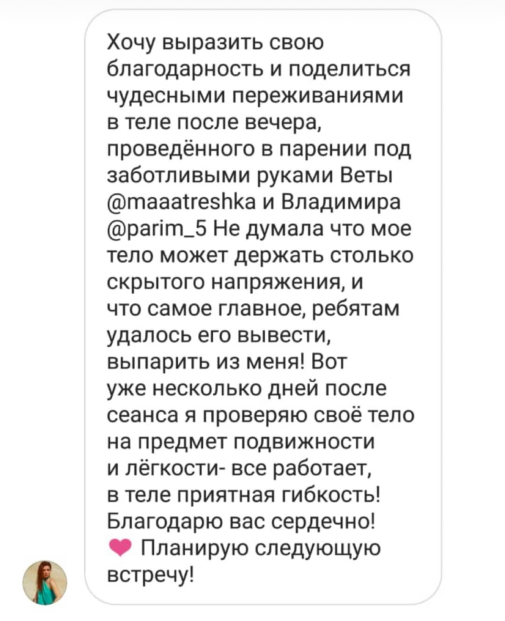 Хочу выразить свою
благодарность и поделиться
чудесными переживаниями
в теле после вечера,
проведённого в парении под
заботливыми руками Веты
@maaatreshka и Владимира
@parim_5 Не думала что мое
тело может держать столько
скрытого напряжения, и
что самое главное, ребятам
удалось его вывести,
выпарить из меня! Вот
уже несколько дней после
сеанса я проверяю своё тело
на предмет подвижности
и лёгкости- все работает,
в теле приятная гибкость!
Благодарю вас сердечно!
❤️ Планирую следующую
встречу!